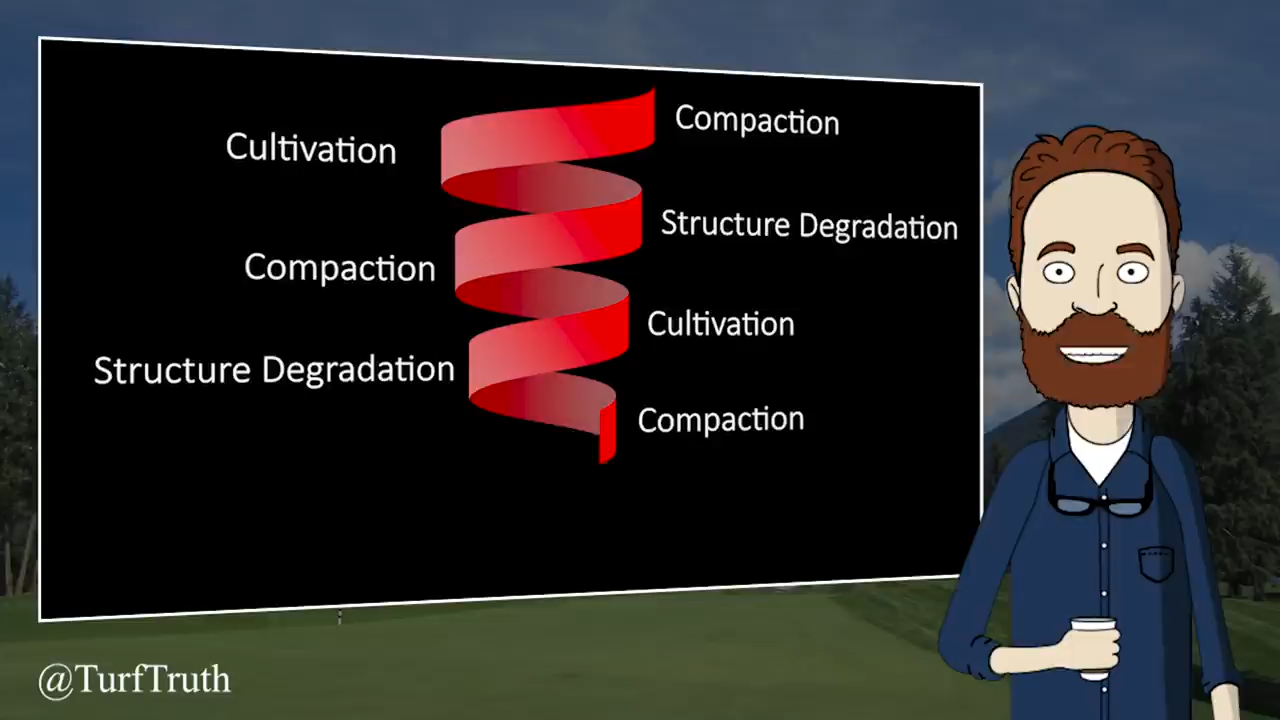 Compaction
Cultivation
Structure Degradation
Compaction
Cultivation
Structure Degradation
Compaction
@TurfTruth